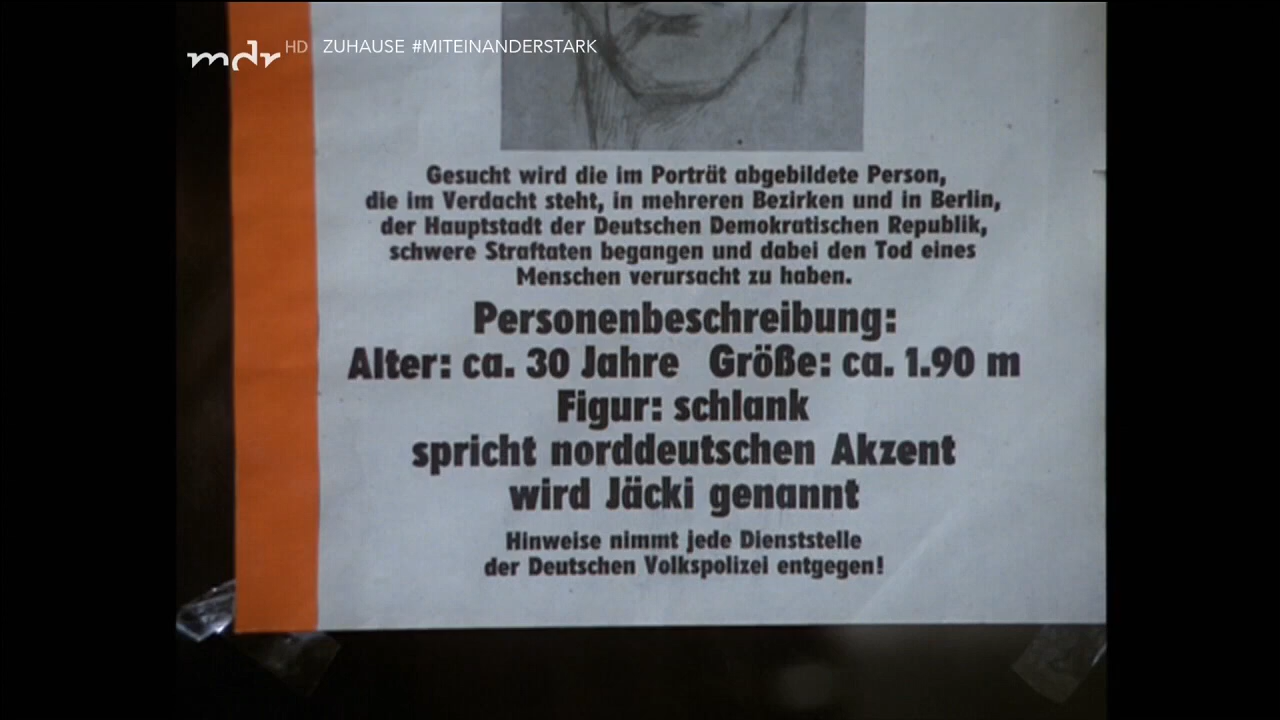 mdr HD ZUHAUSE #MITEINANDERSTARK
Gesucht wird die im Porträt abgebildete Person,
die im Verdacht steht, in mehreren Bezirken und in Berlin,
der Hauptstadt der Deutschen Demokratischen Republik,
schwere Straftaten begangen und dabei den Tod eines
Menschen verursacht zu haben.
Personenbeschreibung:
Alter: ca. 30 Jahre Größe: ca. 1.90 m
Figur: schlank
spricht norddeutschen Akzent
wird Jäcki genannt
Hinweise nimmt jede Dienststelle
der Deutschen Volkspolizei entgegen!